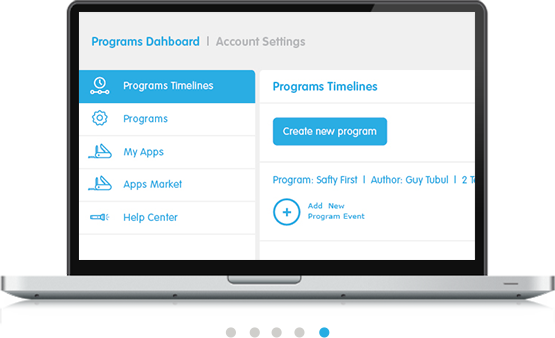 Programs Dahboard | Account Settings
Programs Timelines
Programs
My Apps
Apps Market
Help Center
Programs Timelines
Create new program
Program: Safty First | Author: Guy Tubul | 2
Add New
Program Event